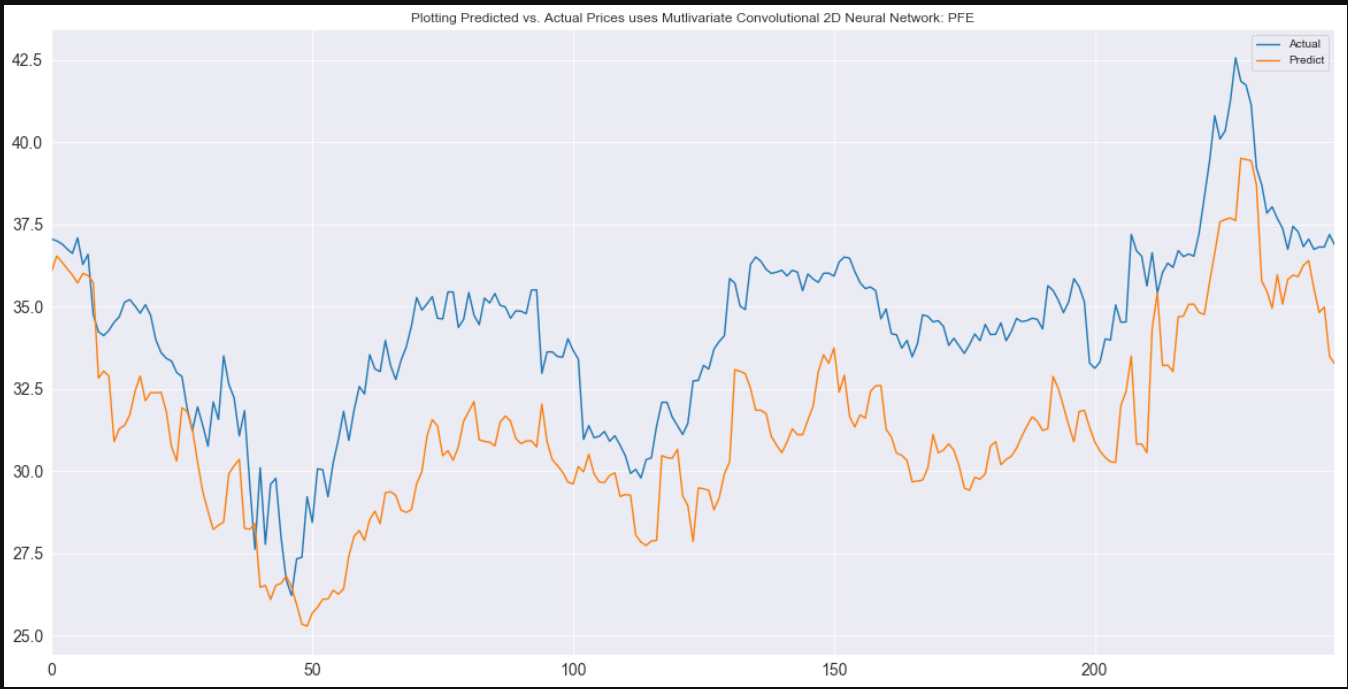 Plotting Predicted vs. Actual Prices uses Mutlivariate Convolutional 2D Neural Network: PFE
Actual
Predict
42.5
40.0
37.5
35.0
32.5
30.0
27.5
25.0
0 50 100 150 200